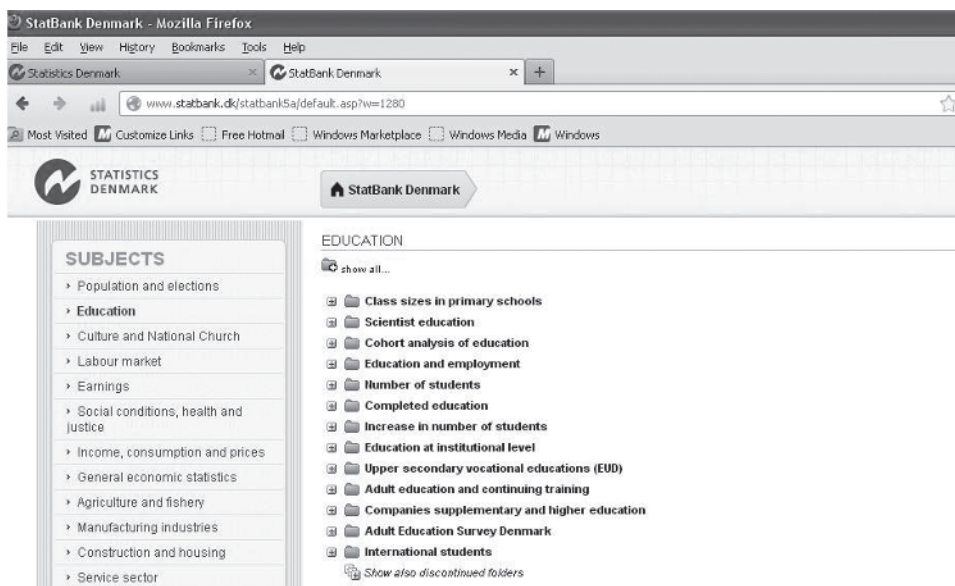 StatBank Denmark - Mozilla Firefox
File Edit View History Bookmarks Tools Help
Statistics Denmark × StatBank Denmark × +
www.statbank.dk/statbank5a/default.asp?w=1280
Most Visited Customize Links Free Hotmail Windows Marketplace Windows Media Windows
STATISTICS
DENMARK
StatBank Denmark
SUBJECTS
› Population and elections
› Education
› Culture and National Church
› Labour market
› Earnings
› Social conditions, health and
justice
› Income, consumption and prices
› General economic statistics
› Agriculture and fishery
› Manufacturing industries
› Construction and housing
› Service sector
EDUCATION
show all...
Class sizes in primary schools
Scientist education
Cohort analysis of education
Education and employment
Number of students
Completed education
Increase in number of students
Education at institutional level
Upper secondary vocational educations (EUD)
Adult education and continuing training
Companies supplementary and higher education
Adult Education Survey Denmark
International students
Show also discontinued folders